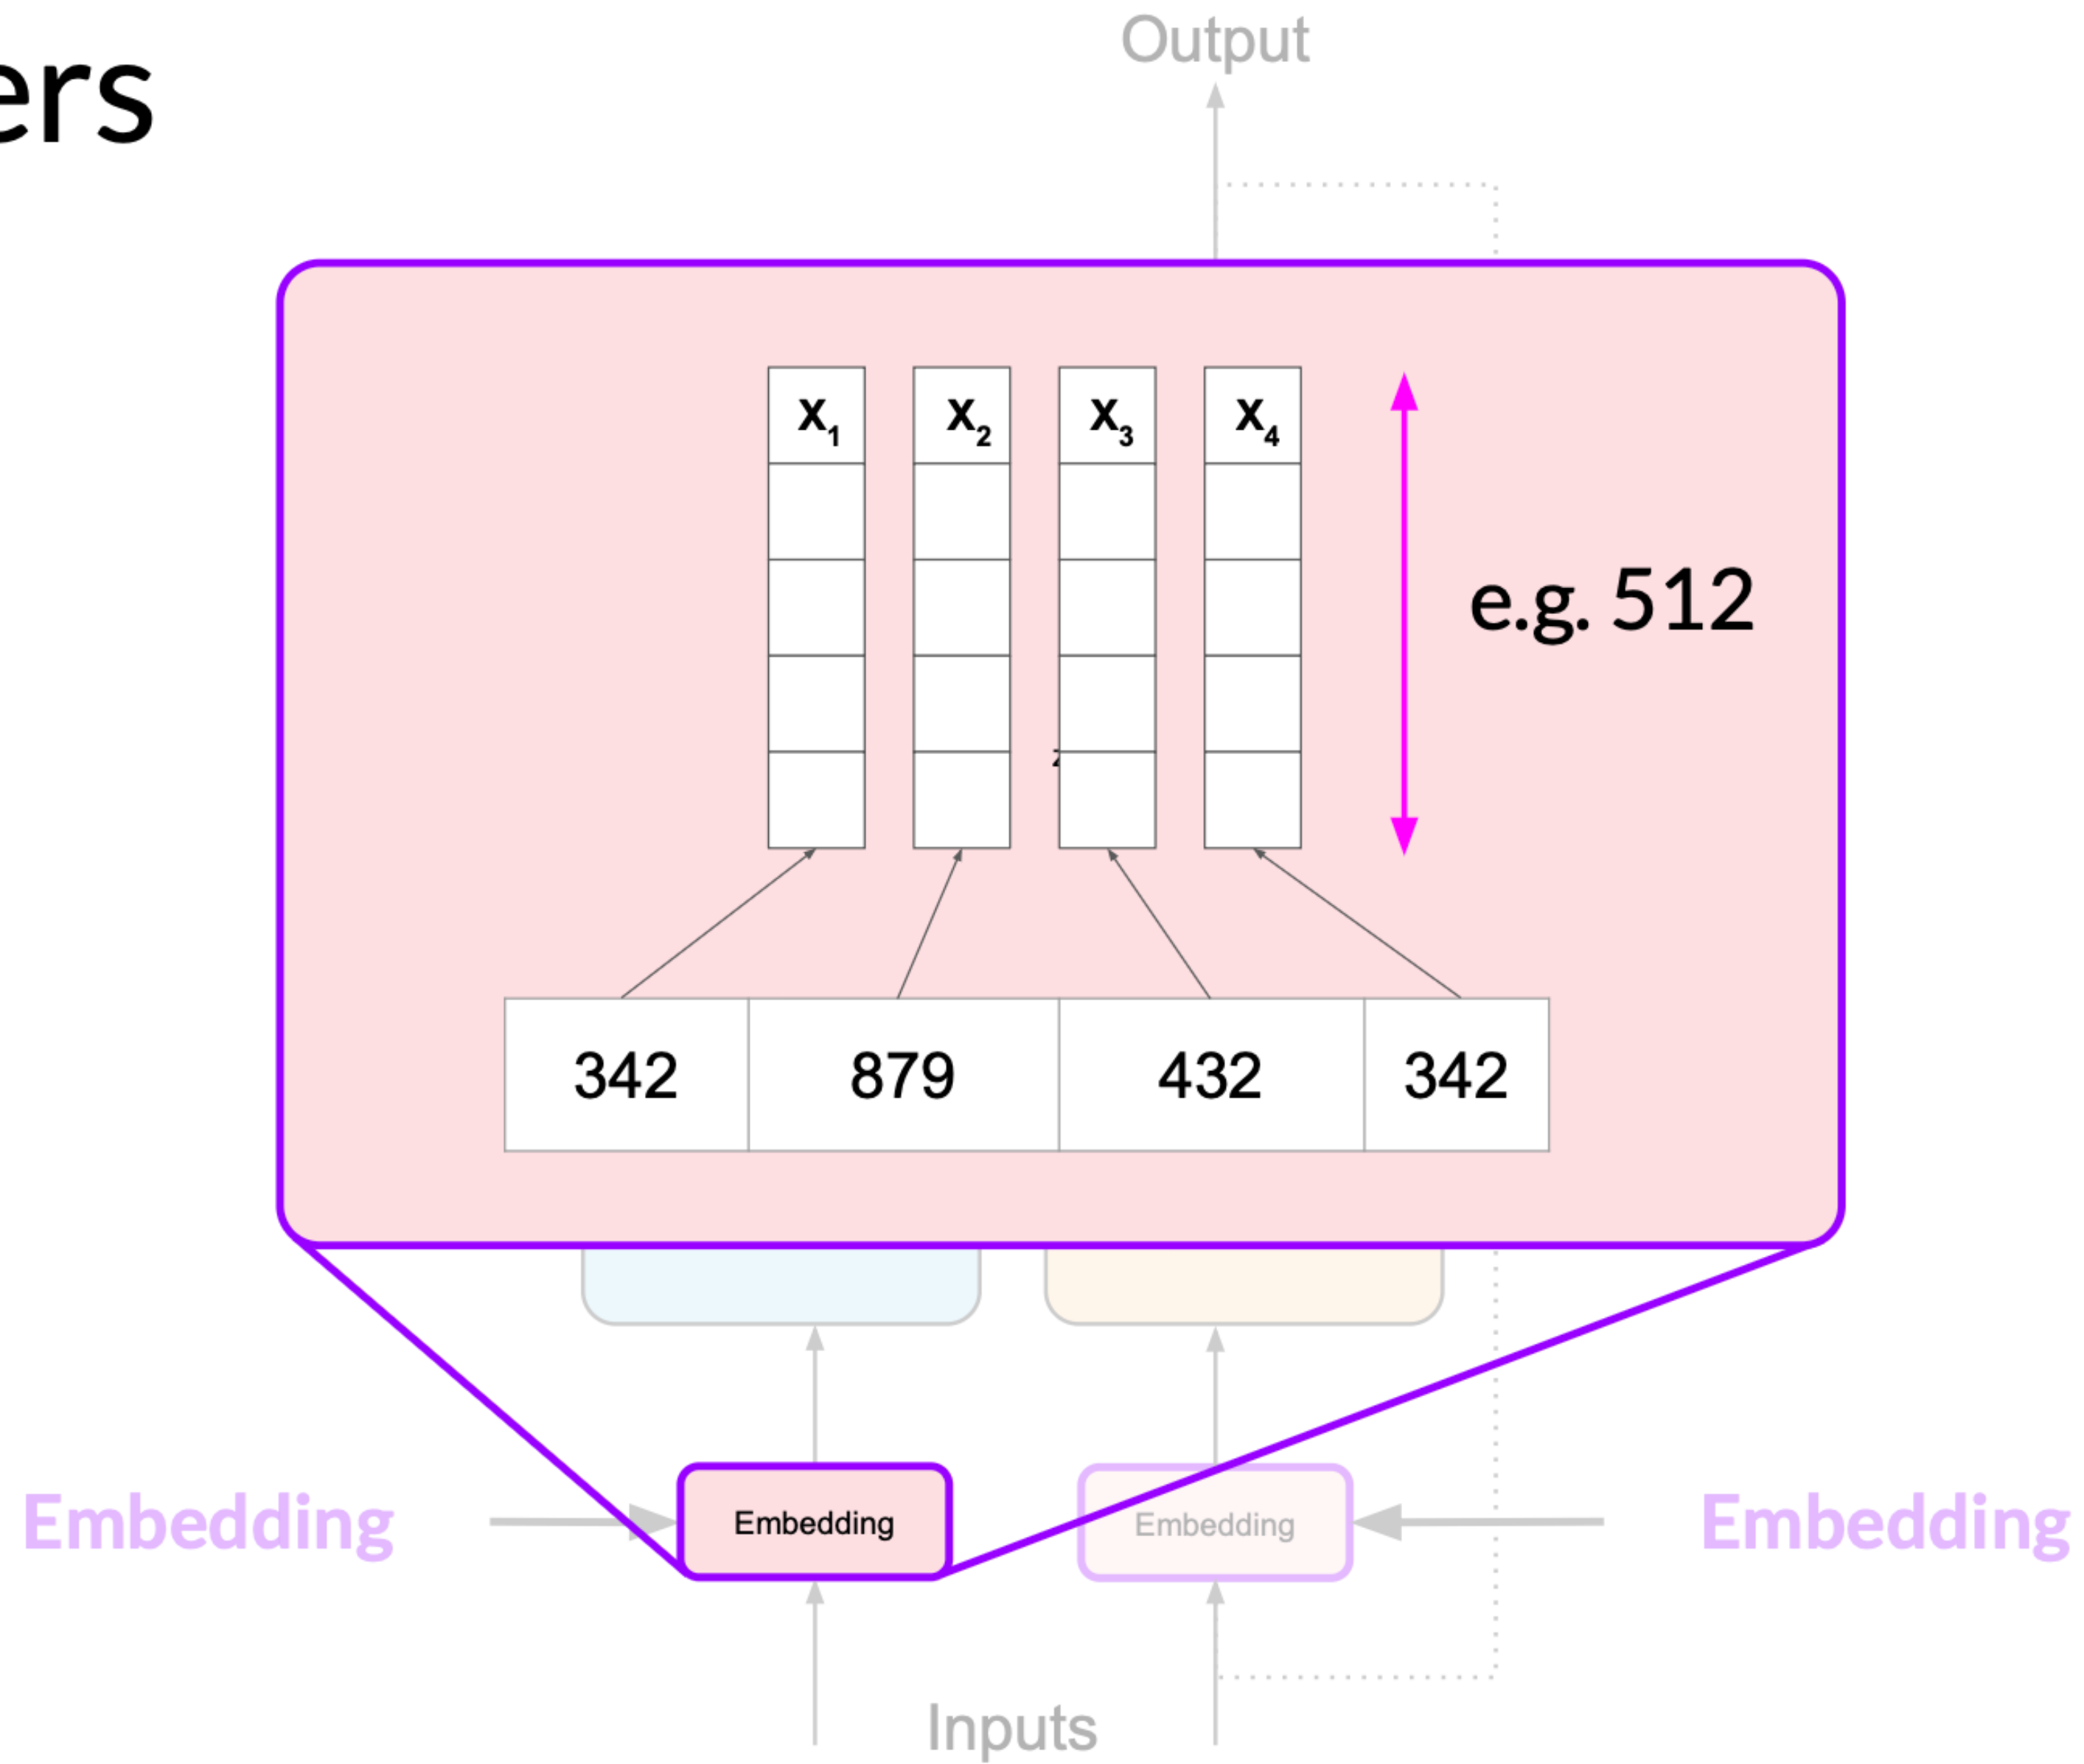 Output
ers
x1 x2 x3 x4
e.g. 512
342 879 432 342
Embedding Embedding Embedding Embedding
Inputs